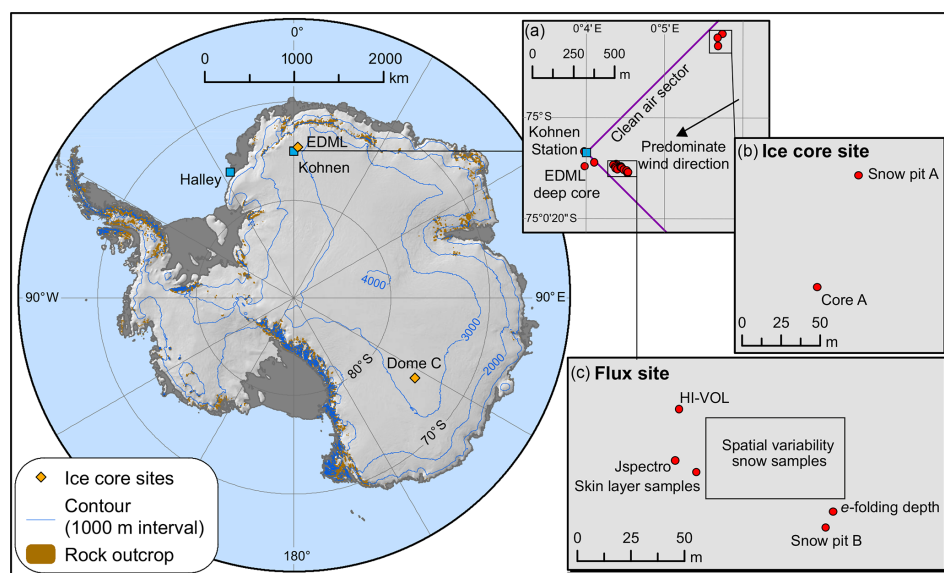 0°
0 1000 2000
km
EDML
Kohnen
Halley
90°W
90°E
4000
3000
2000
80°S
Dome C
70°S
180°
Ice core sites
Contour
(1000 m interval)
Rock outcrop
(a)
0°4'E
0°5'E
0 250 500
m
Clean air sector
75°S
Kohnen
Station
Predominate
wind direction
EDML
deep core
75°0'20"S
(b) Ice core site
Snow pit A
Core A
0 50
m
(c) Flux site
HI-VOL
Spatial variability
snow samples
Jspectro
Skin layer samples
e-folding depth
Snow pit B
0 50
m